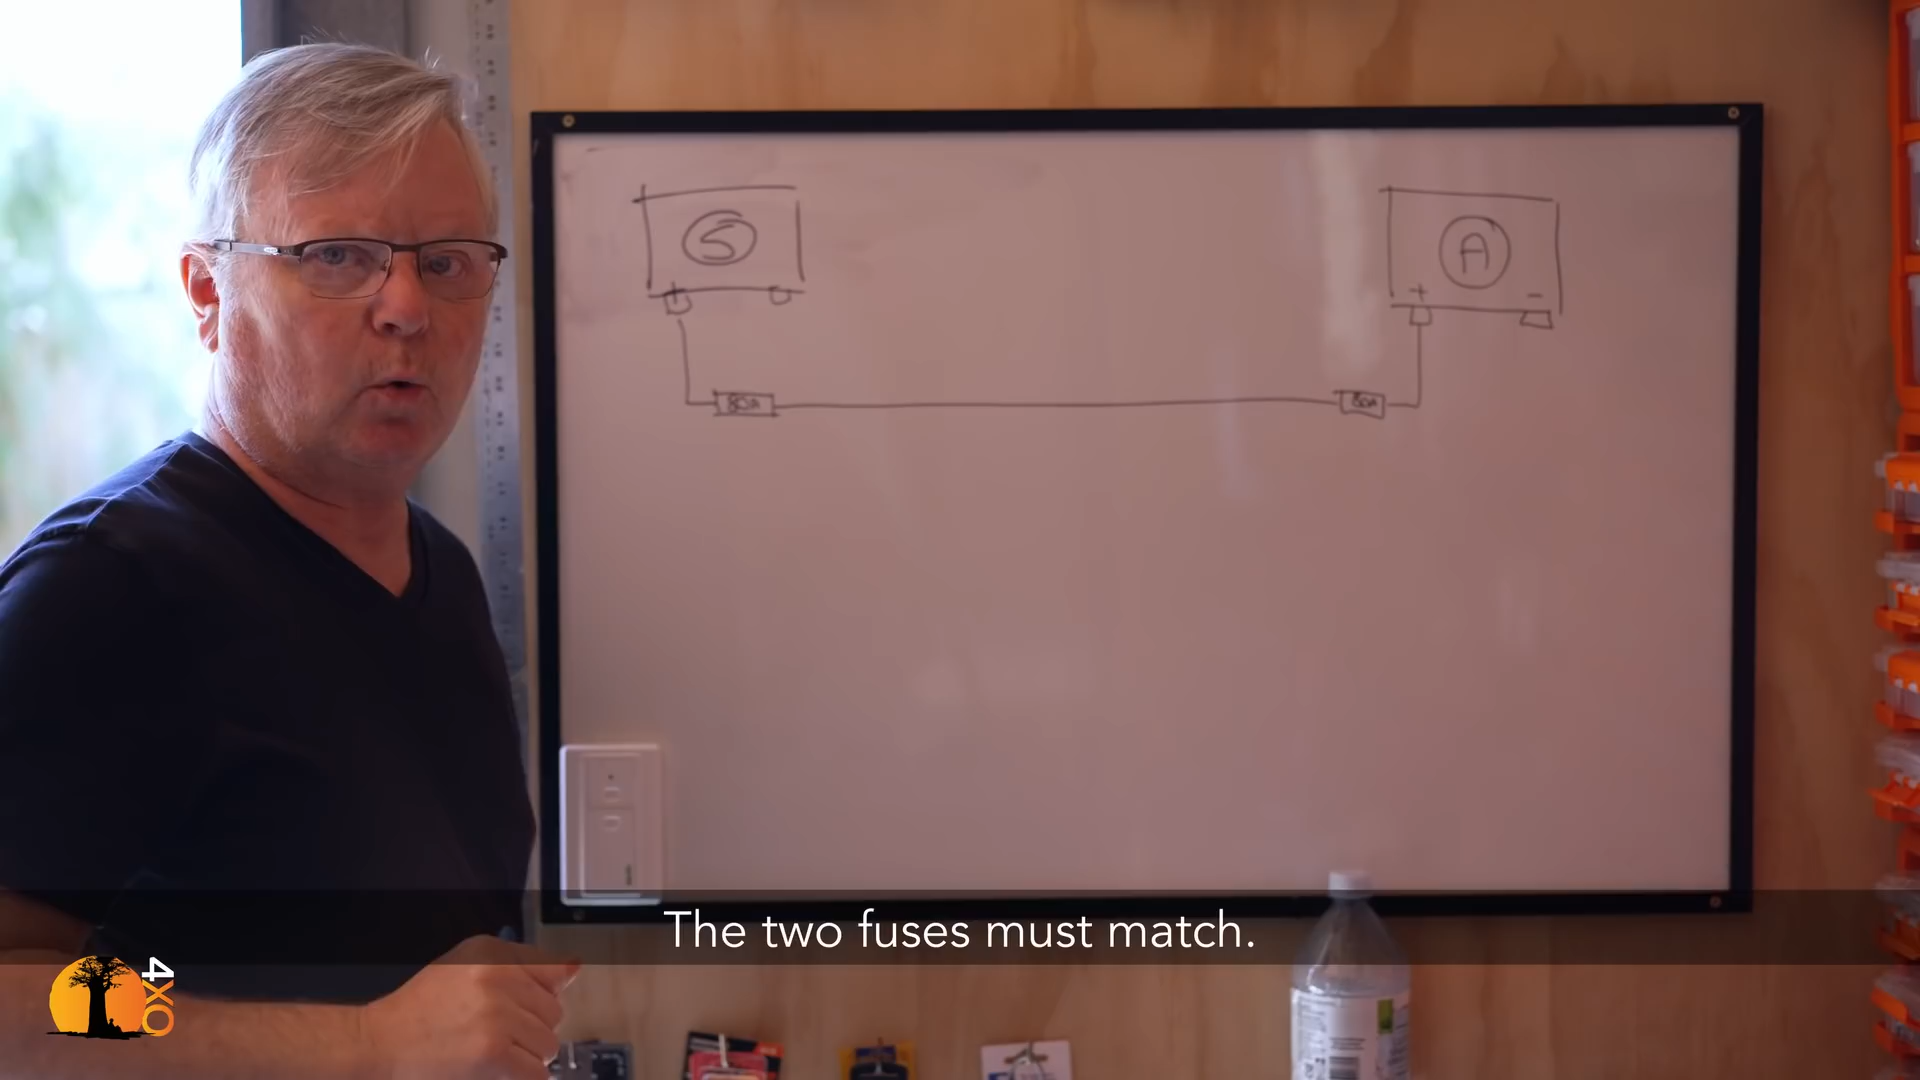 S
A
+
+ -
80A
80A
The two fuses must match.
4XO